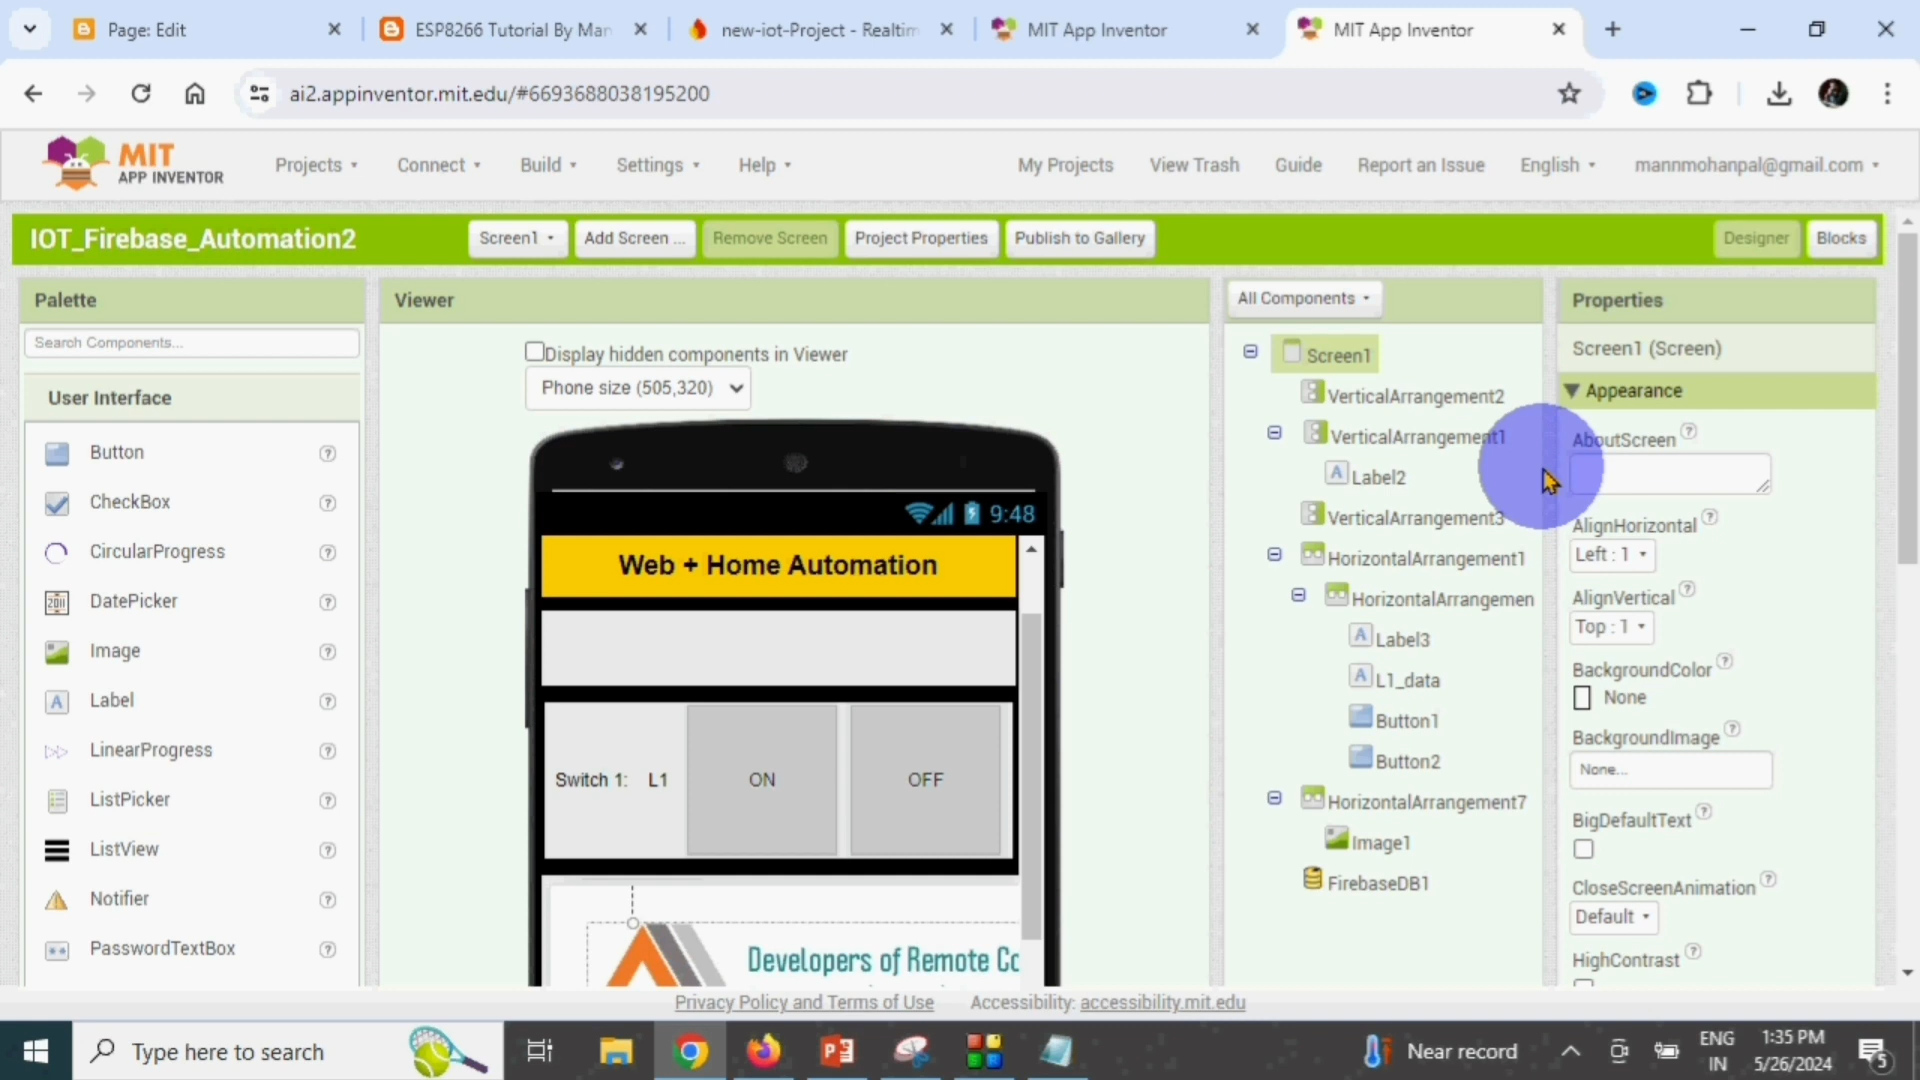 Page: Edit
ESP8266 Tutorial By Man
new-iot-Project - Realtim
MIT App Inventor
MIT App Inventor
ai2.appinventor.mit.edu/#6693688038195200
MIT
APP INVENTOR
Projects
Connect
Build
Settings
Help
My Projects
View Trash
Guide
Report an Issue
English
mannmohanpal@gmail.com
IOT_Firebase_Automation2
Screen1
Add Screen ...
Remove Screen
Project Properties
Publish to Gallery
Designer
Blocks
Palette
Search Components...
User Interface
Button
CheckBox
CircularProgress
DatePicker
Image
Label
LinearProgress
ListPicker
ListView
Notifier
PasswordTextBox
Viewer
Display hidden components in Viewer
Phone size (505,320)
9:48
Web + Home Automation
Switch 1: L1
ON
OFF
Developers of Remote Co
All Components
Screen1
VerticalArrangement2
VerticalArrangement1
Label2
VerticalArrangement3
HorizontalArrangement1
HorizontalArrangemen
Label3
L1_data
Button1
Button2
HorizontalArrangement7
Image1
FirebaseDB1
Properties
Screen1 (Screen)
Appearance
AboutScreen
AlignHorizontal
Left : 1
AlignVertical
Top : 1
BackgroundColor
None
BackgroundImage
None...
BigDefaultText
CloseScreenAnimation
Default
HighContrast
Privacy Policy and Terms of Use
Accessibility: accessibility.mit.edu
Type here to search
Near record
ENG
IN
1:35 PM
5/26/2024
5